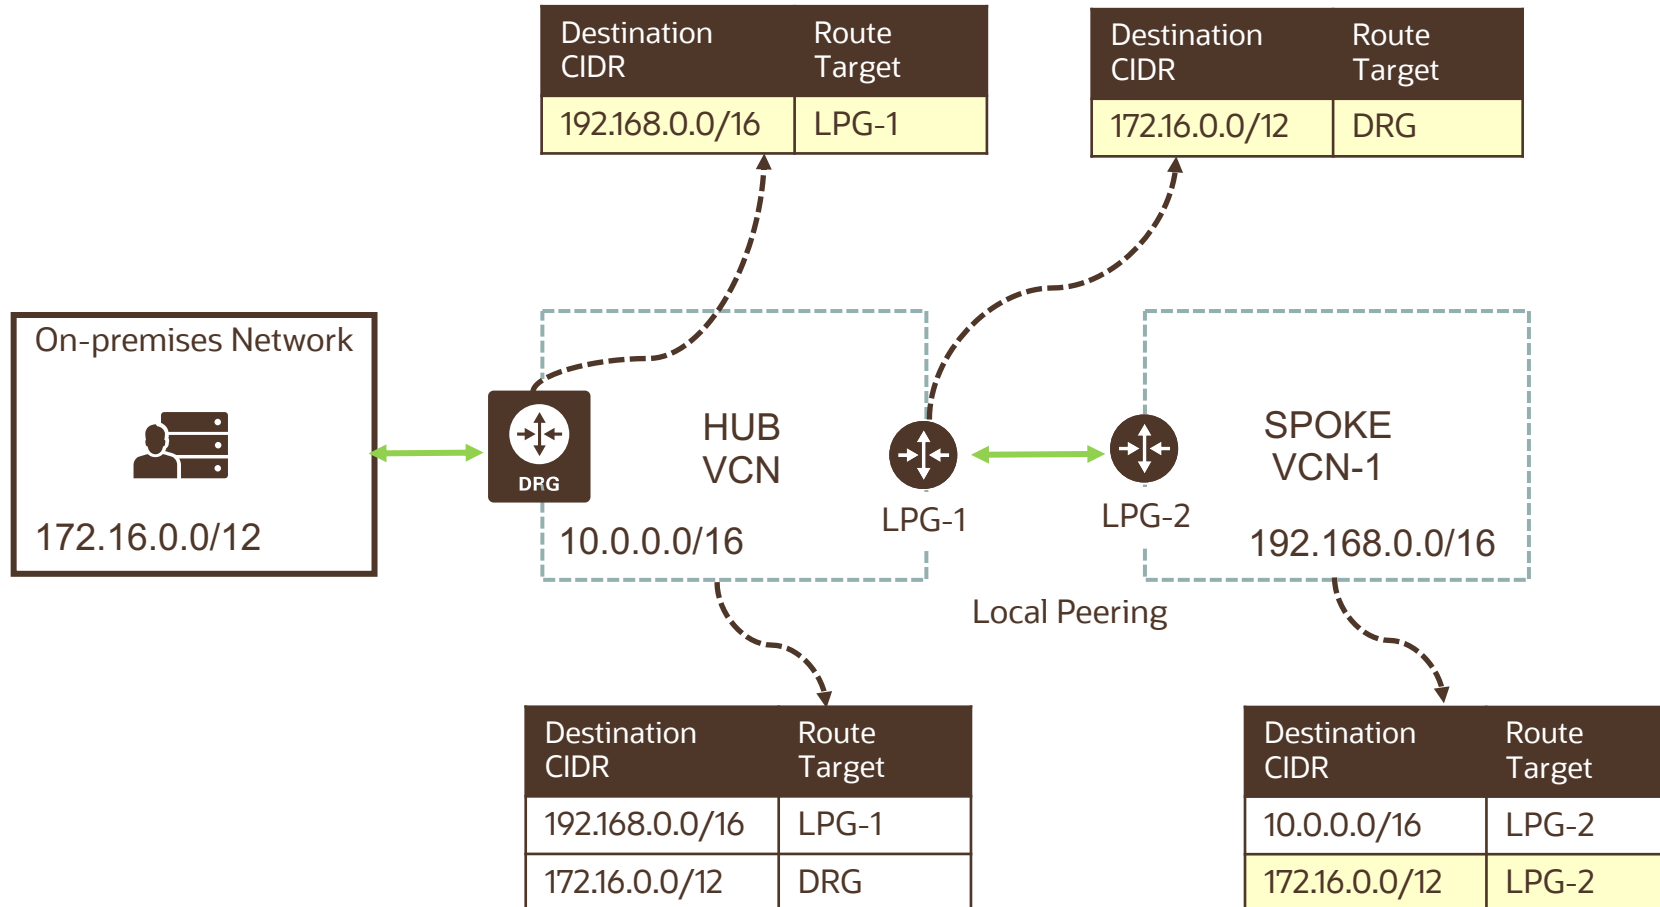 Destination CIDR Route Target
192.168.0.0/16 LPG-1
Destination CIDR Route Target
172.16.0.0/12 DRG
On-premises Network
172.16.0.0/12
DRG
HUB
VCN
10.0.0.0/16
LPG-1
LPG-2
SPOKE
VCN-1
192.168.0.0/16
Local Peering
Destination CIDR Route Target
192.168.0.0/16 LPG-1
172.16.0.0/12 DRG
Destination CIDR Route Target
10.0.0.0/16 LPG-2
172.16.0.0/12 LPG-2